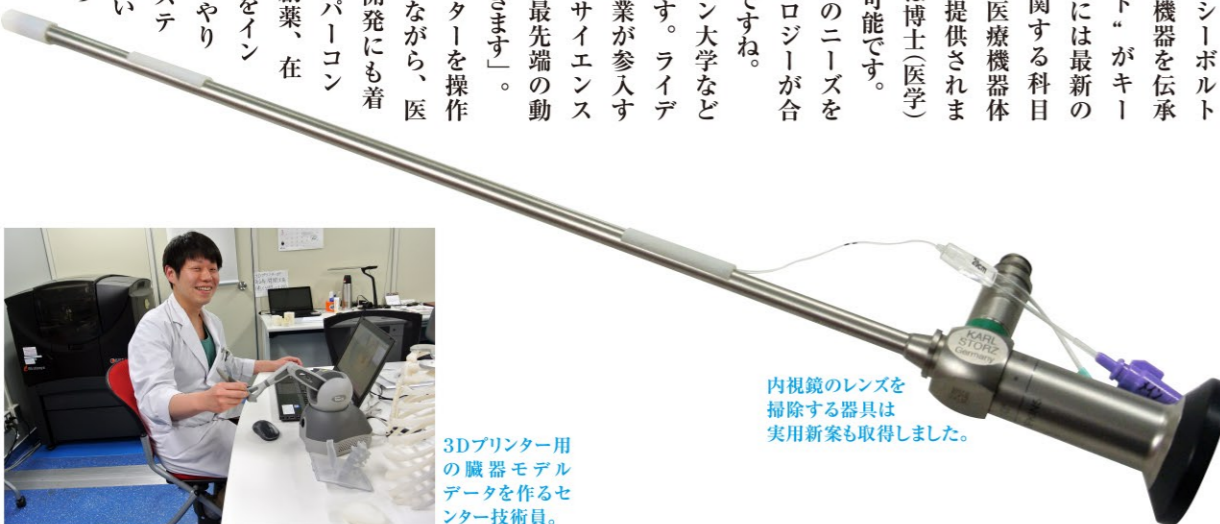 シーボルト
機器を伝承
ト“ がキー
には最新の
関する科目
医療機器体
提供されま
博士(医学)
可能です。
のニーズを
ロジーが合
ですね。
ン大学など
す。ライデ
業が参入す
サイエンス
最先端の動
きます」。
ターを操作
ながら、医
開発にも着
パーコン
創薬、在
をイン
やり
ステ
い
KARL
STORZ
Germany
内視鏡のレンズを
掃除する器具は
実用新案も取得しました。
3Dプリンター用
の臓器モデル
データを作るセ
ンター技術員。